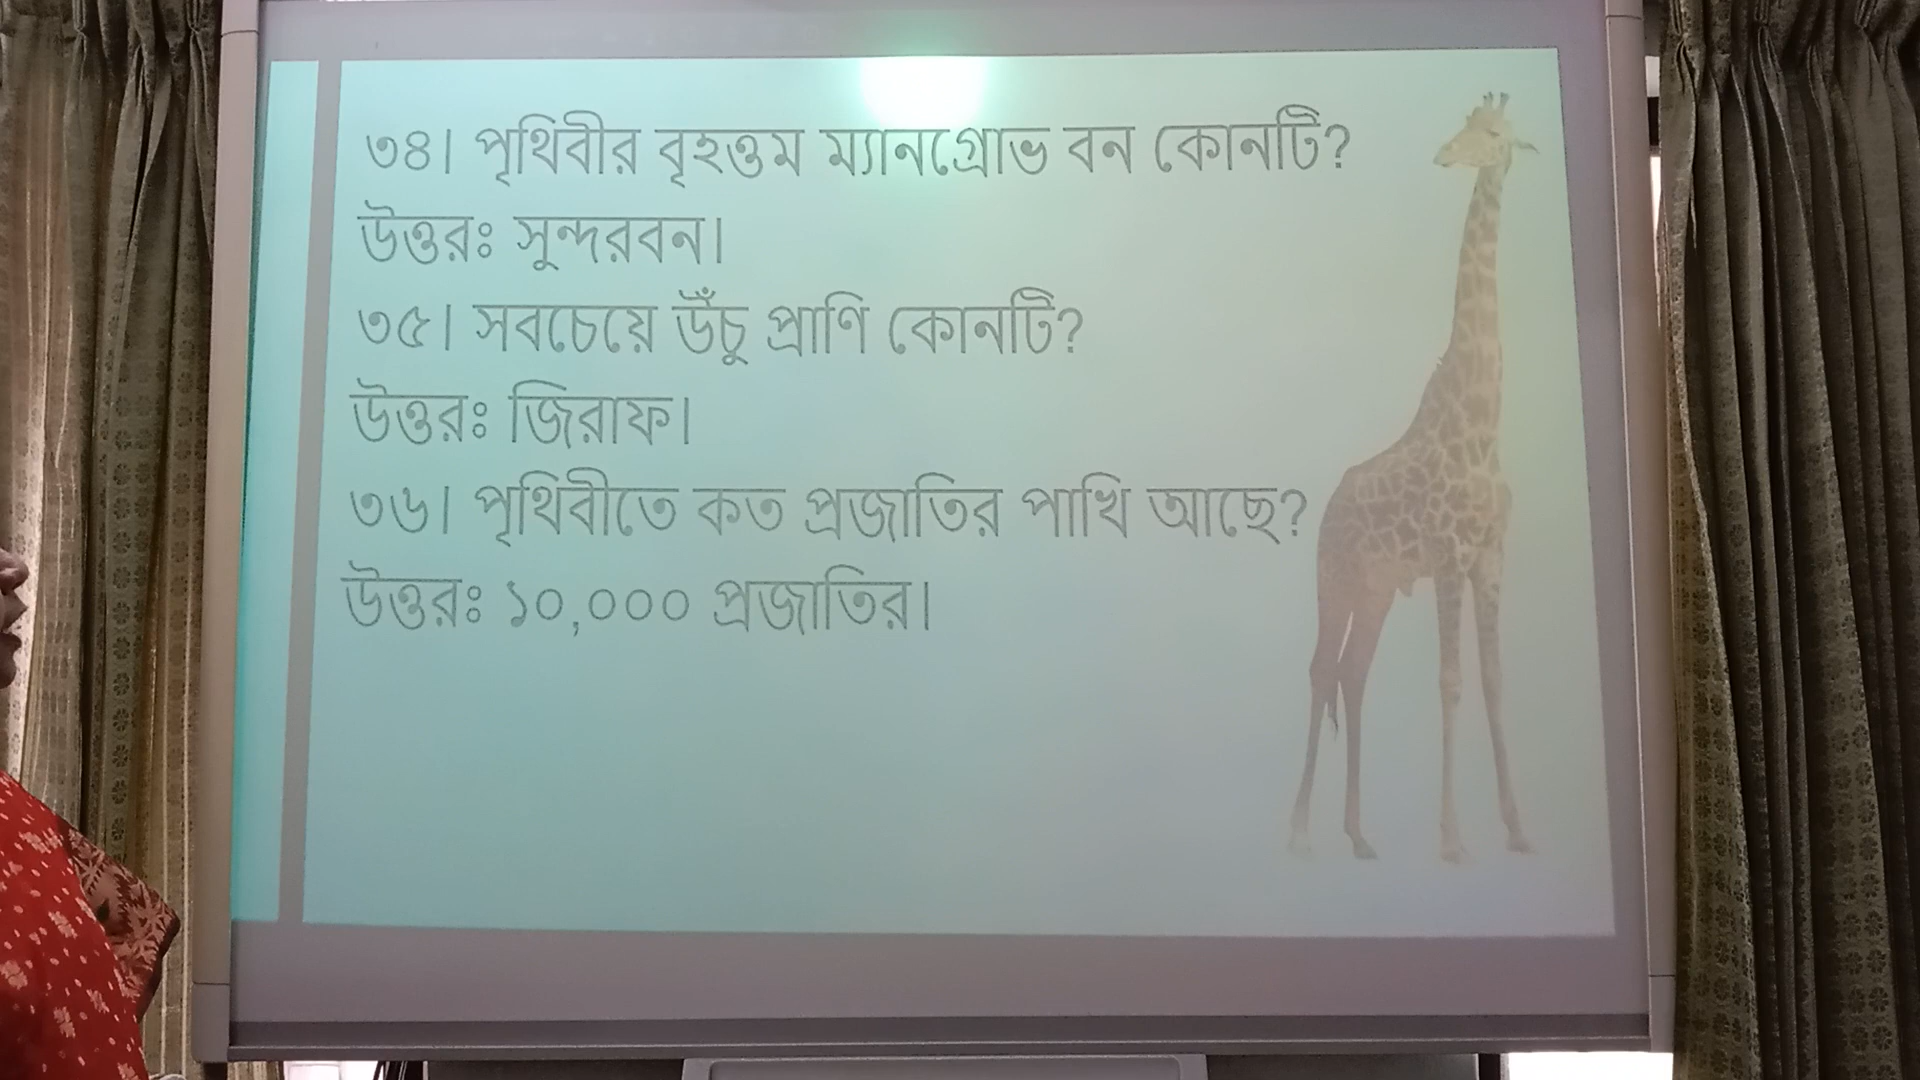 ৩৪। পৃথিবীর বৃহত্তম ম্যানগ্রোভ বন কোনটি?
উত্তরঃ সুন্দরবন।
৩৫। সবচেয়ে উঁচু প্রাণি কোনটি?
উত্তরঃ জিরাফ।
৩৬। পৃথিবীতে কত প্রজাতির পাখি আছে?
উত্তরঃ ১০,০০০ প্রজাতির।